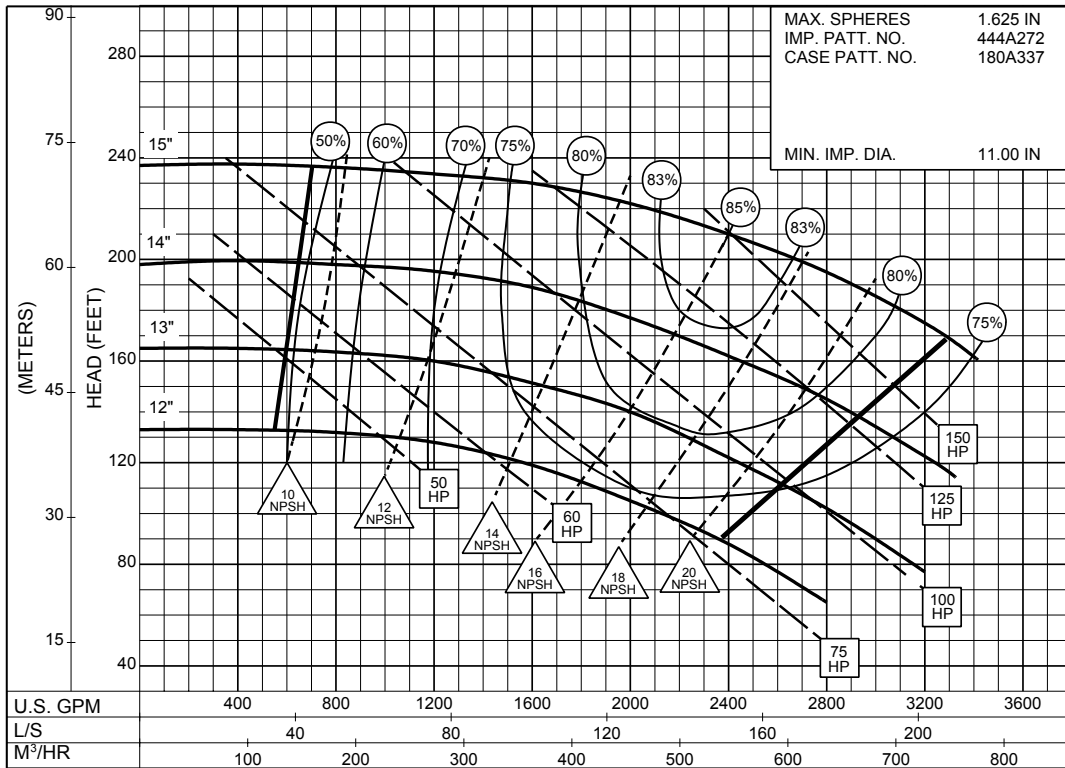 MAX. SPHERES 1.625 IN
IMP. PATT. NO. 444A272
CASE PATT. NO. 180A337
MIN. IMP. DIA. 11.00 IN
90
75
60
45
30
15
(METERS)
HEAD (FEET)
280
240
200
160
120
80
40
15"
14"
13"
12"
50%
60%
70%
75%
80%
83%
85%
83%
80%
75%
10
NPSH
12
NPSH
14
NPSH
16
NPSH
18
NPSH
20
NPSH
50
HP
60
HP
75
HP
100
HP
125
HP
150
HP
U.S. GPM 400 800 1200 1600 2000 2400 2800 3200 3600
L/S 40 80 120 160 200
M³/HR 100 200 300 400 500 600 700 800